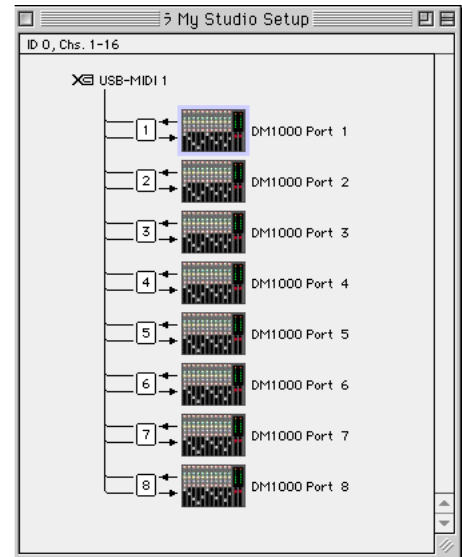 ラ My Studio Setup
ID 0, Chs. 1-16
USB-MIDI 1
1 DM1000 Port 1
2 DM1000 Port 2
3 DM1000 Port 3
4 DM1000 Port 4
5 DM1000 Port 5
6 DM1000 Port 6
7 DM1000 Port 7
8 DM1000 Port 8